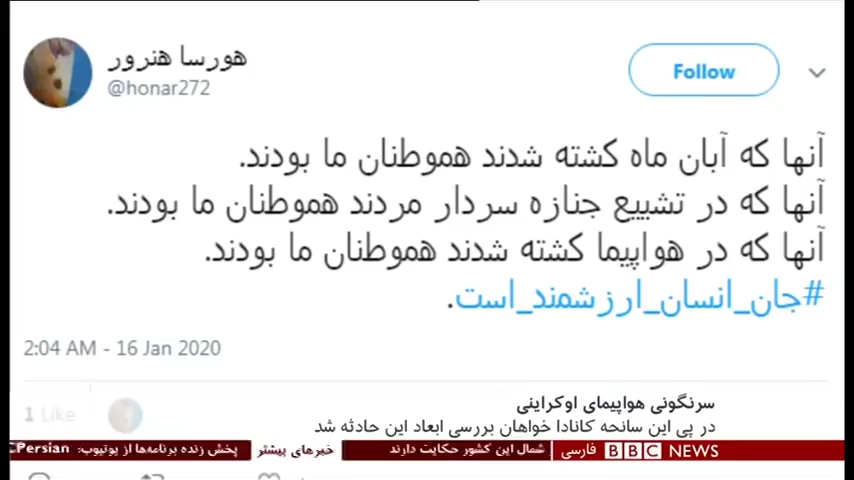 هورسا هنرور
@honar272
Follow
آنها که آبان ماه کشته شدند هموطنان ما بودند.
آنها که در تشییع جنازه سردار مردند هموطنان ما بودند.
آنها که در هواپیما کشته شدند هموطنان ما بودند.
#جان_انسان_ارزشمند_است.
2:04 AM - 16 Jan 2020
1 Like
سرنگونی هواپیمای اوکراینی
در پی این سانحه کانادا خواهان بررسی ابعاد این حادثه شد
BBC NEWS فارسی
شمال این کشور حکایت دارند
خبرهای بیشتر
پخش زنده برنامه‌ها از یوتیوب: Persian